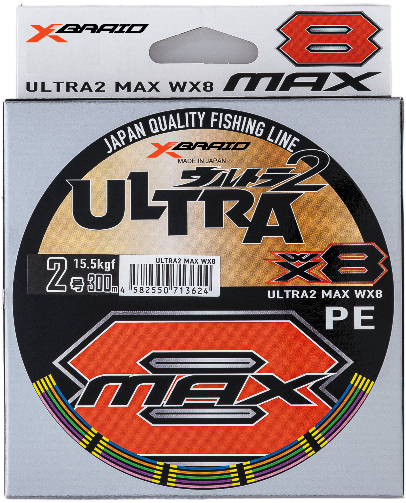 X-BRAID
8
ULTRA2 MAX WX8
MAX
JAPAN QUALITY FISHING LINE
X-BRAID
MADE IN JAPAN
ウルトラ2
ULTRA
WX8
ULTRA2 MAX WX8
2号
15.5kgf
300m
ULTRA2 MAX WX8
4 582550 713624
PE
8
MAX